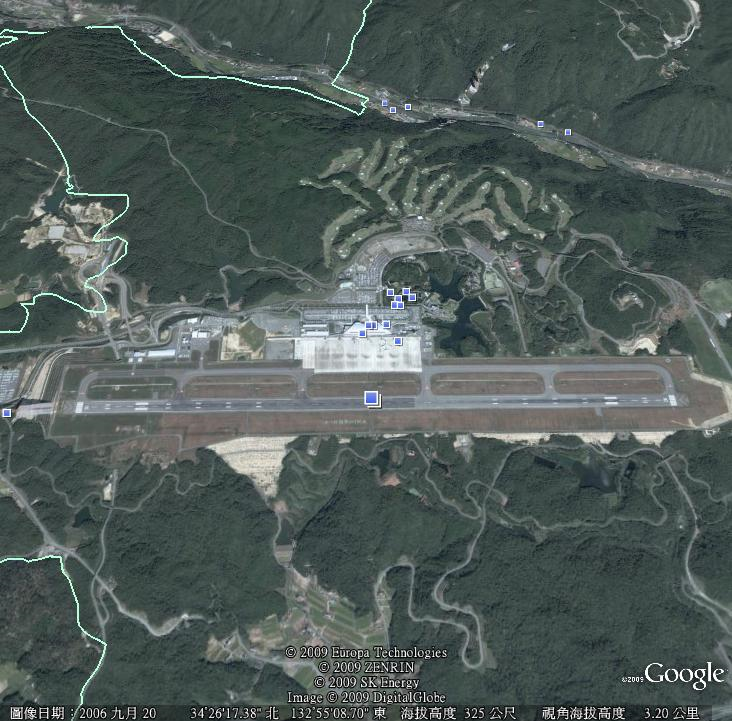 © 2009 Europa Technologies
© 2009 ZENRIN
© 2009 SK Energy
Image © 2009 DigitalGlobe
©2009 Google
圖像日期：2006 九月 20 34°26'17.38" 北 132°55'08.70" 東 海拔高度 325 公尺 視角海拔高度 3.20 公里